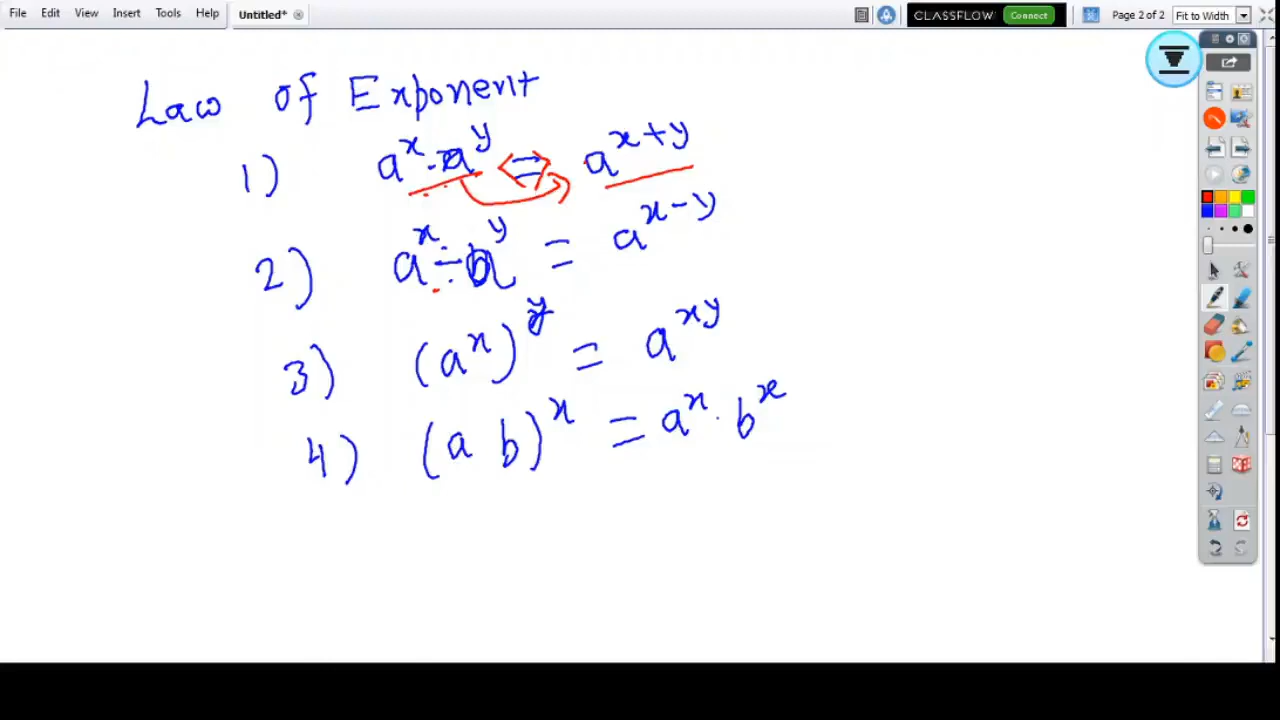 File Edit View Insert Tools Help Untitled* CLASSFLOW Connect Page 2 of 2 Fit to Width
Law of Exponent
1) a^x · a^y ⇔ a^{x+y}
2) a^x ÷ a^y = a^{x-y}
3) (a^x)^y = a^{xy}
4) (a b)^x = a^x · b^x